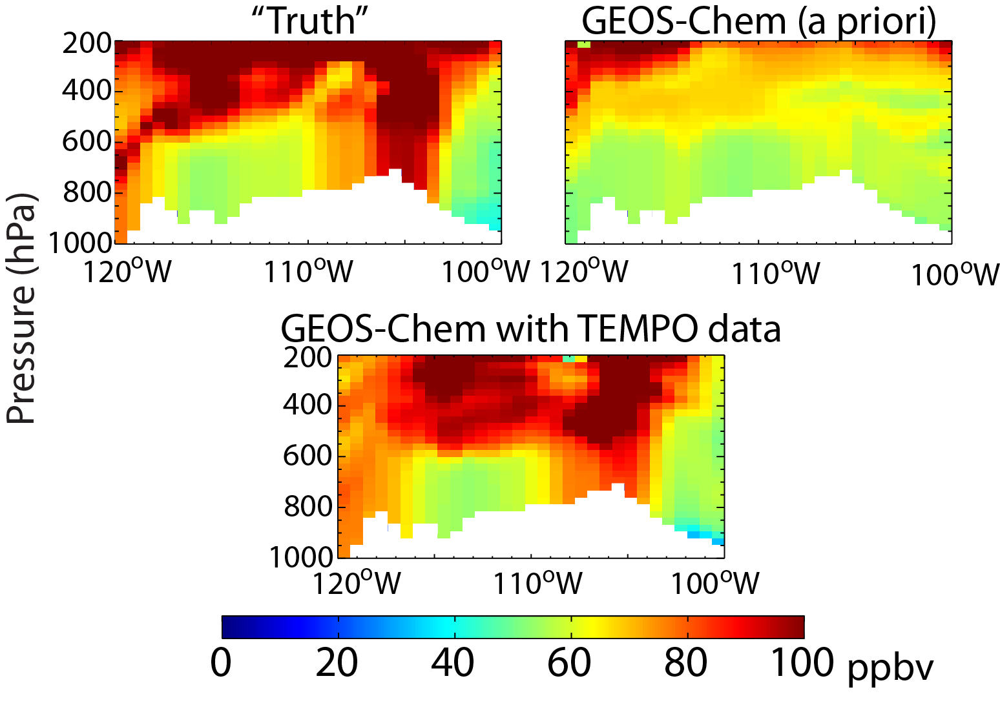 “Truth”
GEOS-Chem (a priori)
200
400
600
800
1000
120°W
110°W
100°W
120°W
110°W
100°W
Pressure (hPa)
GEOS-Chem with TEMPO data
200
400
600
800
1000
120°W
110°W
100°W
0
20
40
60
80
100
ppbv